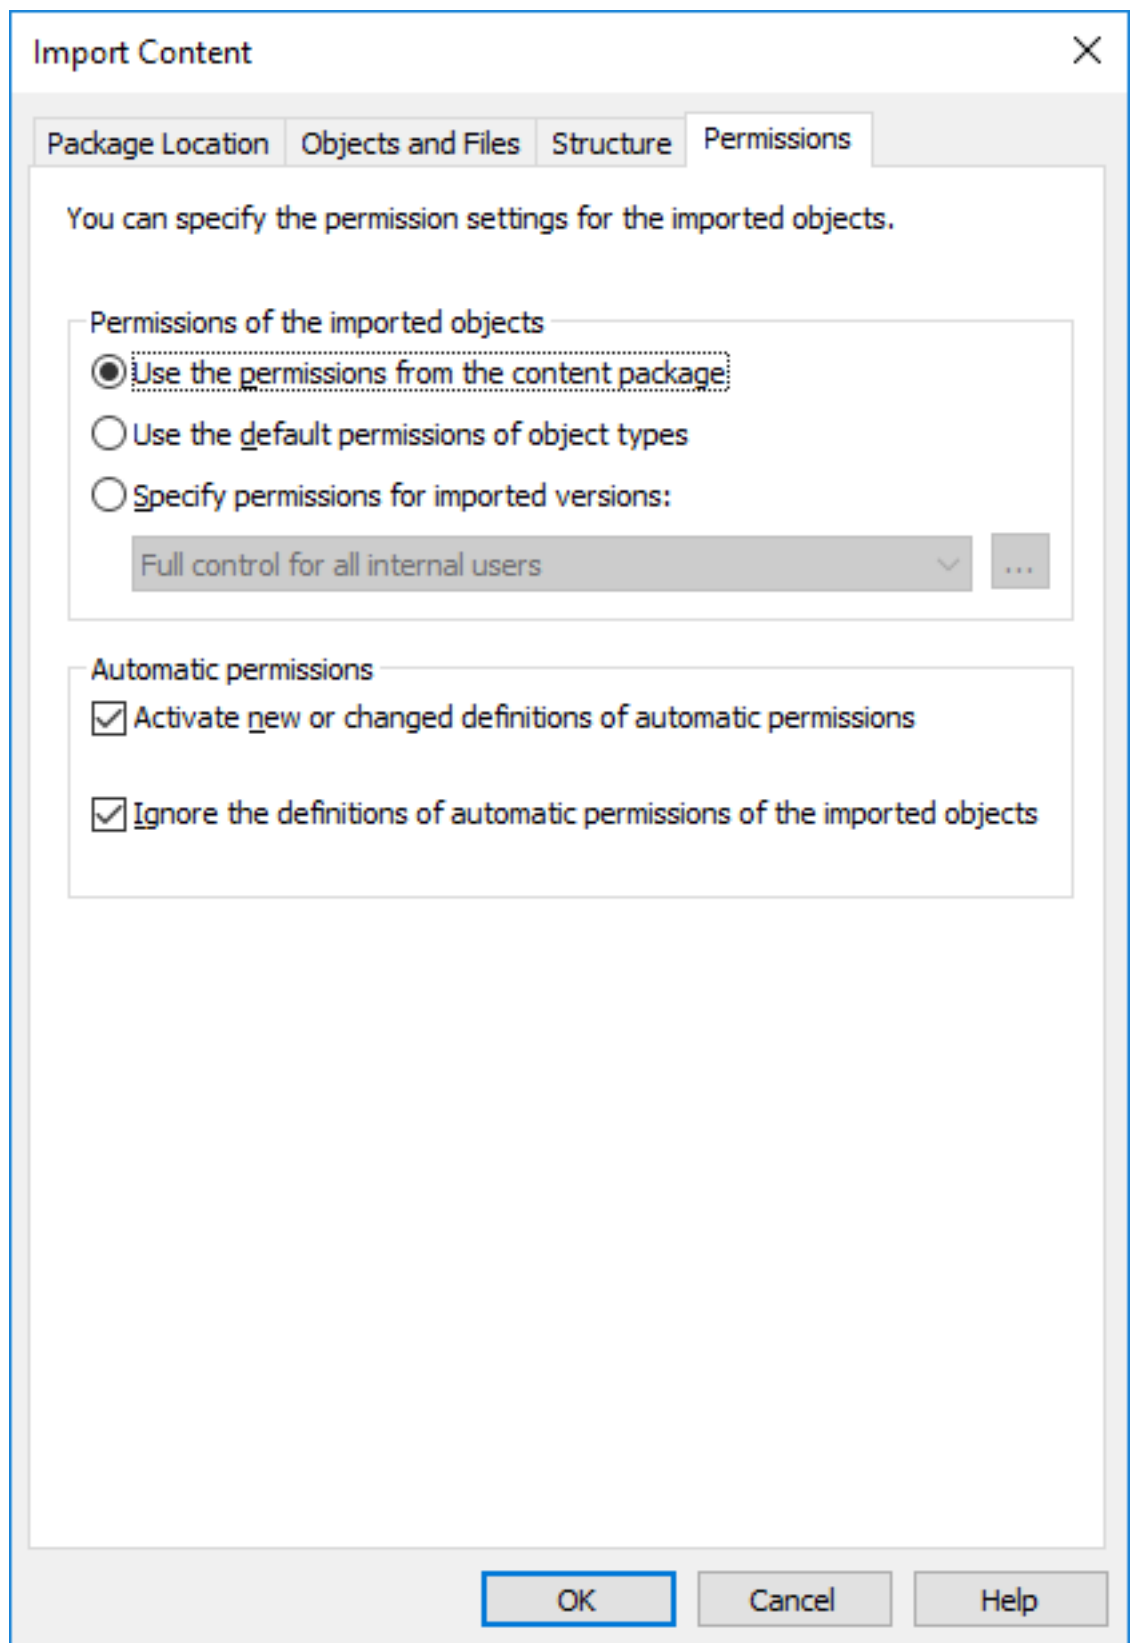 Import Content
Package Location
Objects and Files
Structure
Permissions
You can specify the permission settings for the imported objects.
Permissions of the imported objects
Use the permissions from the content package
Use the default permissions of object types
Specify permissions for imported versions:
Full control for all internal users
...
Automatic permissions
Activate new or changed definitions of automatic permissions
Ignore the definitions of automatic permissions of the imported objects
OK
Cancel
Help